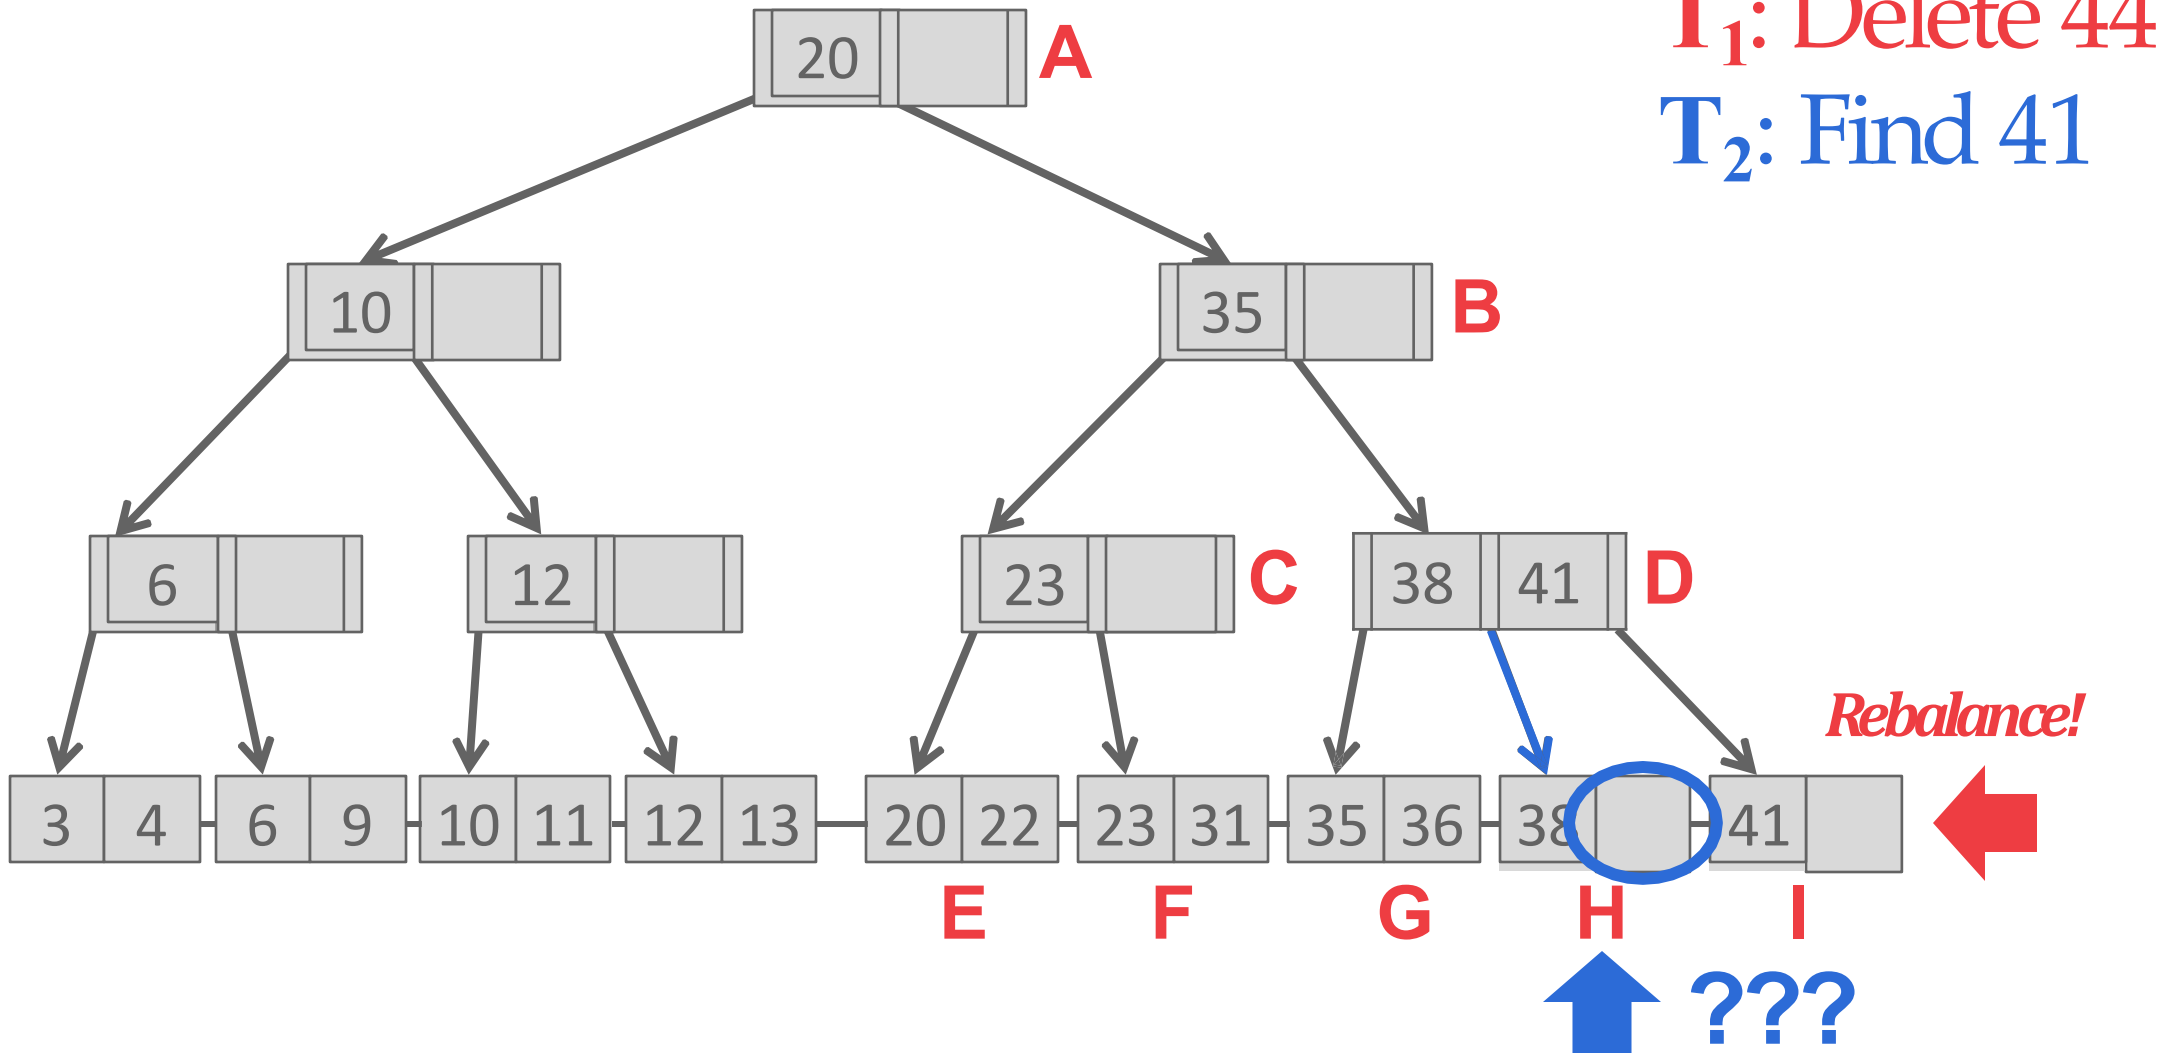 T1: Delete 44
20 A
T2: Find 41
10
35 B
6
12
23 C
38 41 D
Rebalance!
3 4 6 9 10 11 12 13 20 22 23 31 35 36 38 41
E F G H I
???